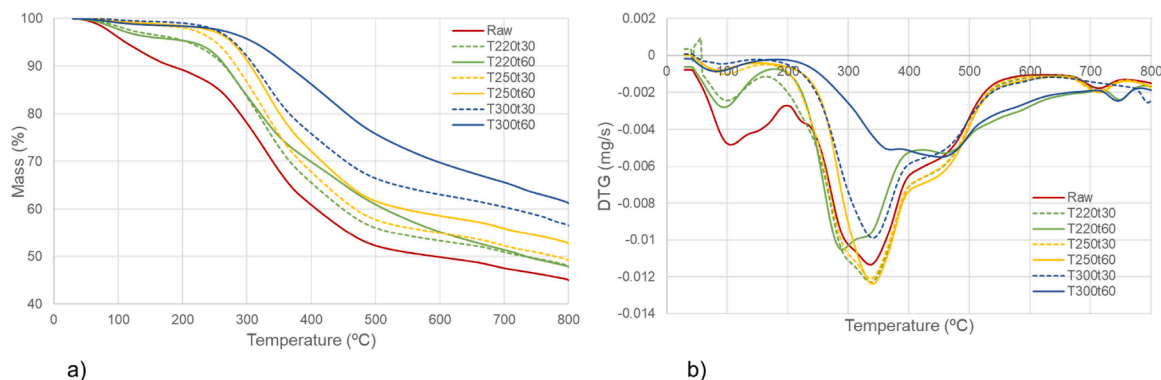 100
90
80
70
60
50
40
Mass (%)
0
100
200
300
400
500
600
700
800
Temperature (ºC)
Raw
T220t30
T220t60
T250t30
T250t60
T300t30
T300t60
a)
0.002
0
-0.002
-0.004
-0.006
-0.008
-0.01
-0.012
-0.014
DTG (mg/s)
0
100
200
300
400
500
600
700
800
Temperature (ºC)
Raw
T220t30
T220t60
T250t30
T250t60
T300t30
T300t60
b)